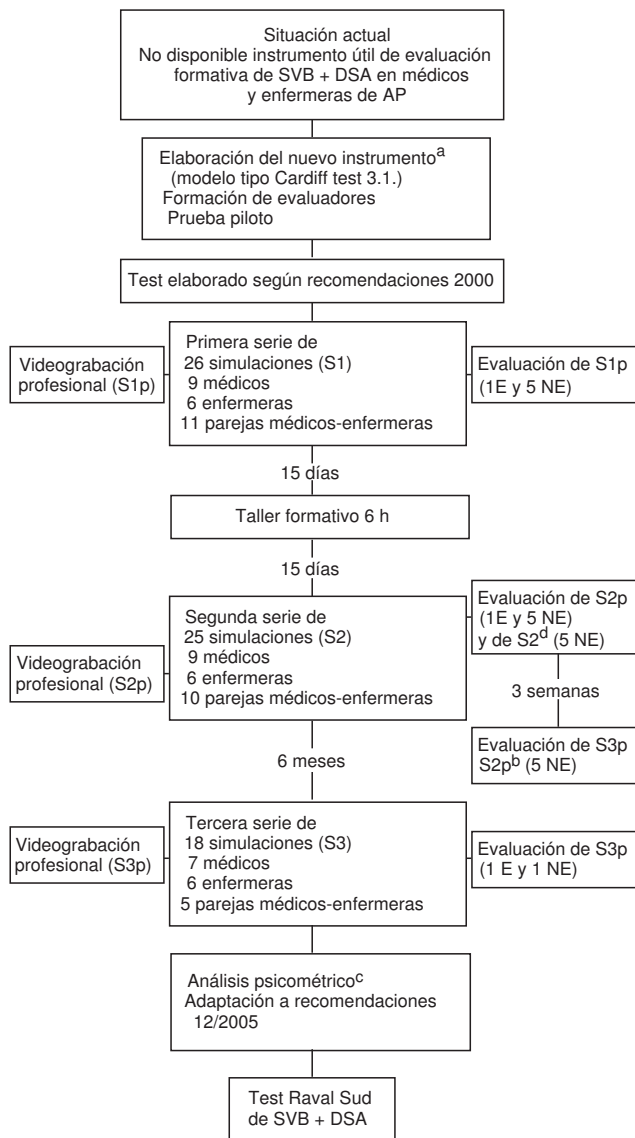 Situación actual
No disponible instrumento útil de evaluación
formativa de SVB + DSA en médicos
y enfermeras de AP
Elaboración del nuevo instrumentoa
(modelo tipo Cardiff test 3.1.)
Formación de evaluadores
Prueba piloto
Test elaborado según recomendaciones 2000
Videograbación
profesional (S1p)
Primera serie de
26 simulaciones (S1)
9 médicos
6 enfermeras
11 parejas médicos-enfermeras
Evaluación de S1p
(1E y 5 NE)
15 días
Taller formativo 6 h
15 días
Videograbación
profesional (S2p)
Segunda serie de
25 simulaciones (S2)
9 médicos
6 enfermeras
10 parejas médicos-enfermeras
Evaluación de S2p
(1E y 5 NE)
y de S2d (5 NE)
3 semanas
Evaluación de S3p
S2pb (5 NE)
6 meses
Videograbación
profesional (S3p)
Tercera serie de
18 simulaciones (S3)
7 médicos
6 enfermeras
5 parejas médicos-enfermeras
Evaluación de S3p
(1 E y 1 NE)
Análisis psicométricoc
Adaptación a recomendaciones
12/2005
Test Raval Sud
de SVB + DSA